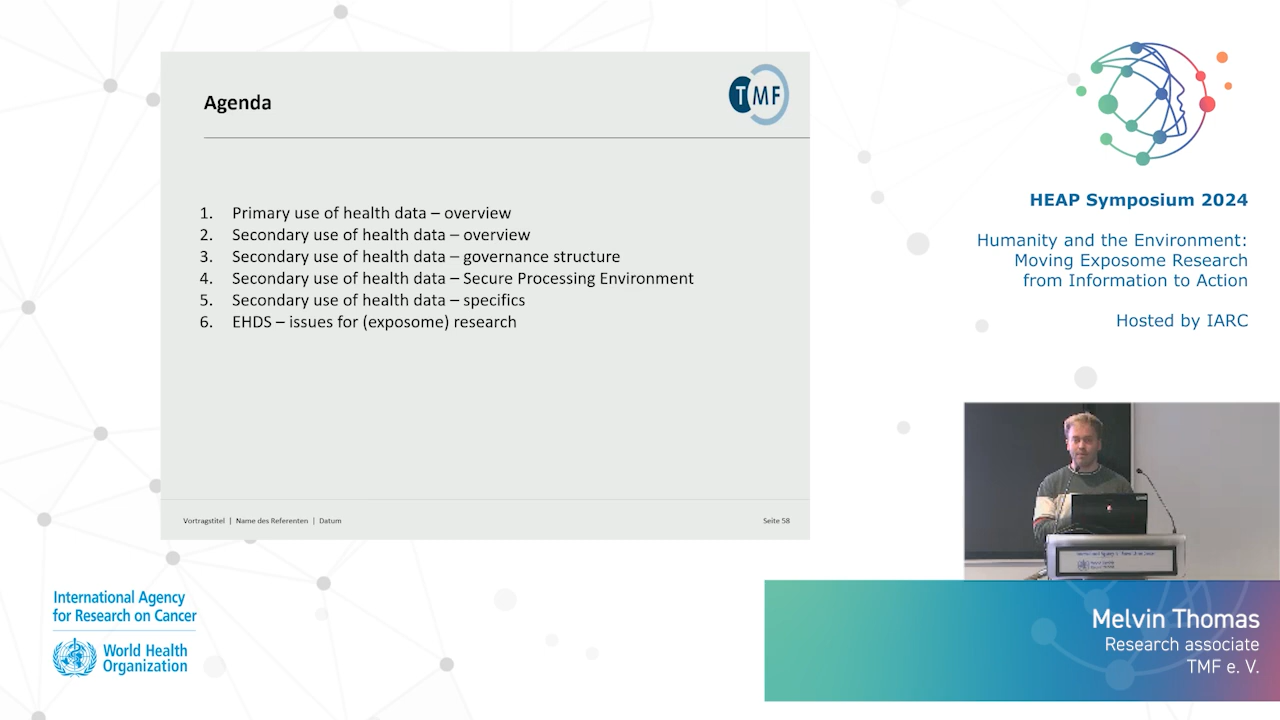 Agenda
TMF
1. Primary use of health data – overview
2. Secondary use of health data – overview
3. Secondary use of health data – governance structure
4. Secondary use of health data – Secure Processing Environment
5. Secondary use of health data – specifics
6. EHDS – issues for (exposome) research
Vortragstitel | Name des Referenten | Datum
Seite 58
HEAP Symposium 2024
Humanity and the Environment:
Moving Exposome Research
from Information to Action
Hosted by IARC
International Agency
for Research on Cancer
World Health
Organization
Melvin Thomas
Research associate
TMF e. V.